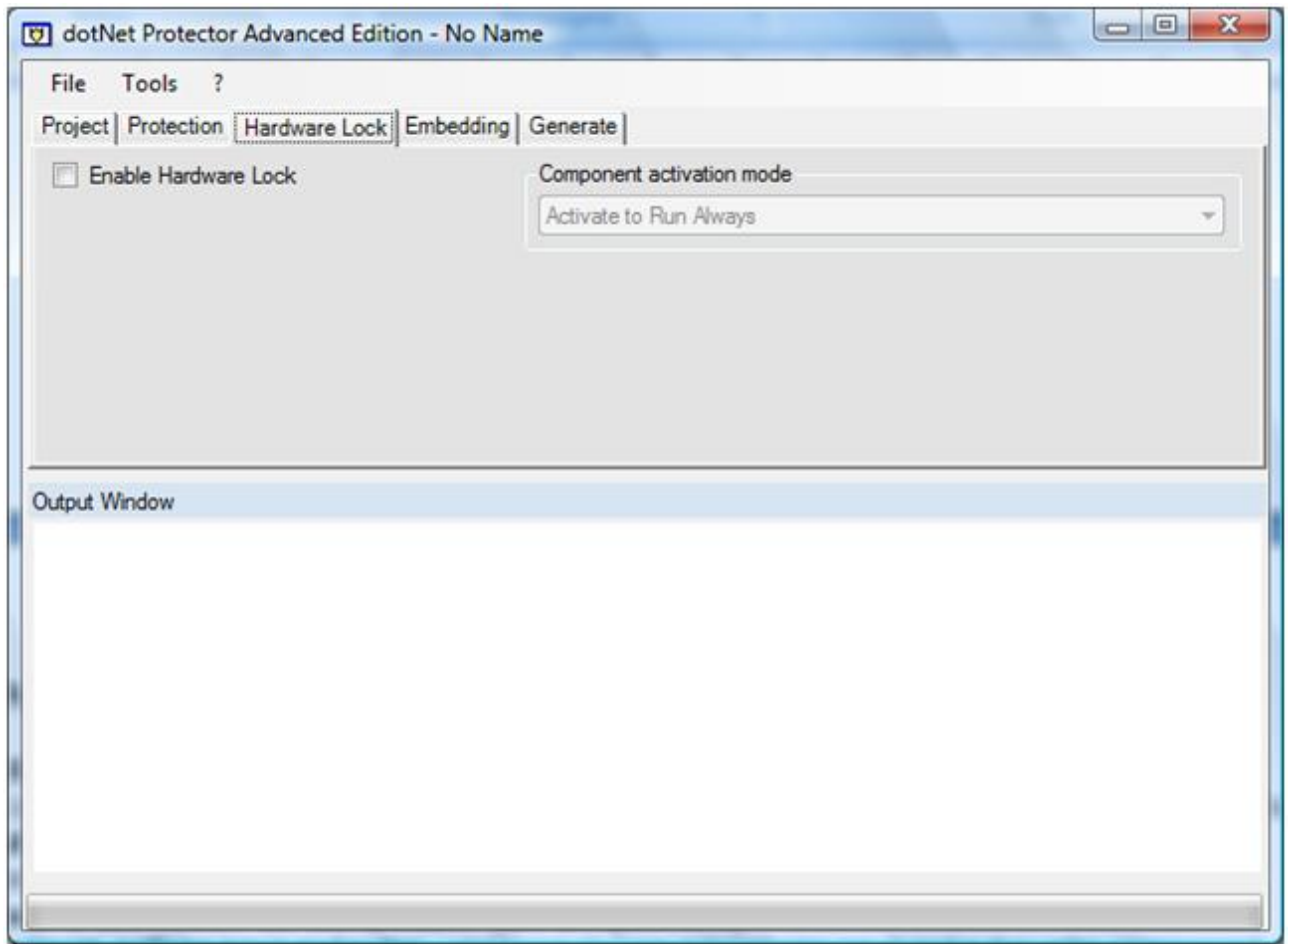 dotNet Protector Advanced Edition - No Name
File Tools ?
Project Protection Hardware Lock Embedding Generate
Enable Hardware Lock
Component activation mode
Activate to Run Always
Output Window